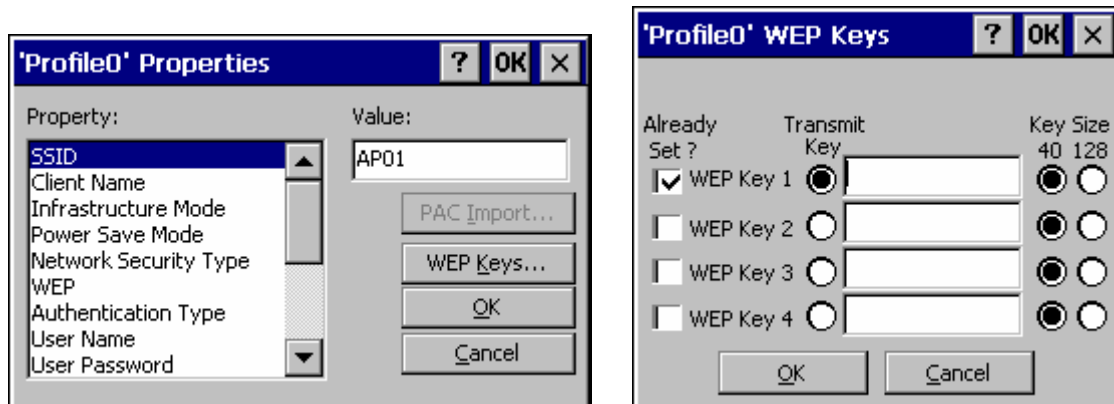 'Profile0' Properties ? OK ×
Property:
SSID
Client Name
Infrastructure Mode
Power Save Mode
Network Security Type
WEP
Authentication Type
User Name
User Password
Value:
AP01
PAC Import...
WEP Keys...
OK
Cancel
'Profile0' WEP Keys ? OK ×
Already Set ?
Transmit Key
Key Size
40 128
WEP Key 1
WEP Key 2
WEP Key 3
WEP Key 4
OK
Cancel